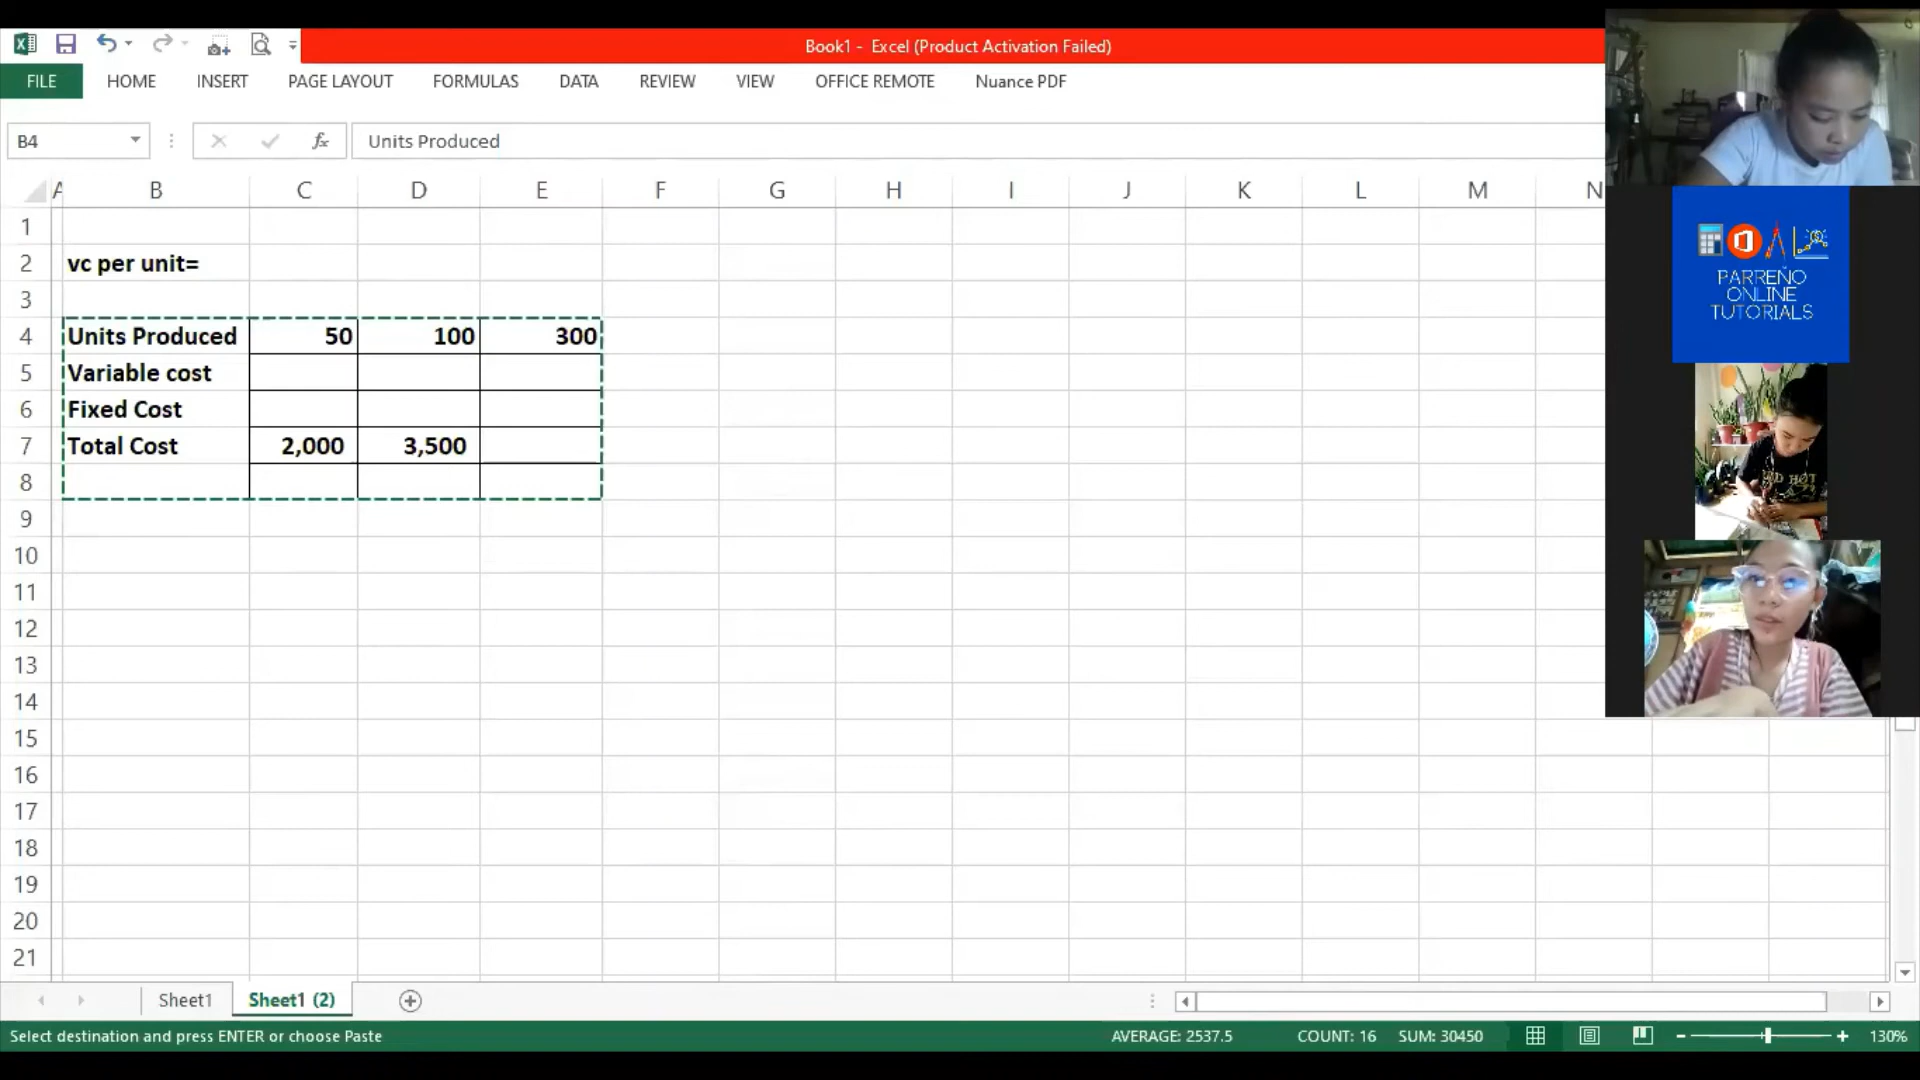 Book1 - Excel (Product Activation Failed)
FILE HOME INSERT PAGE LAYOUT FORMULAS DATA REVIEW VIEW OFFICE REMOTE Nuance PDF
B4 fx Units Produced
A B C D E F G H I J K L M N
1
2 vc per unit=
3
4 Units Produced 50 100 300
5 Variable cost
6 Fixed Cost
7 Total Cost 2,000 3,500
8
9
10
11
12
13
14
15
16
17
18
19
20
21
Sheet1 Sheet1 (2)
Select destination and press ENTER or choose Paste AVERAGE: 2537.5 COUNT: 16 SUM: 30450 130%
PARREÑO
ONLINE
TUTORIALS